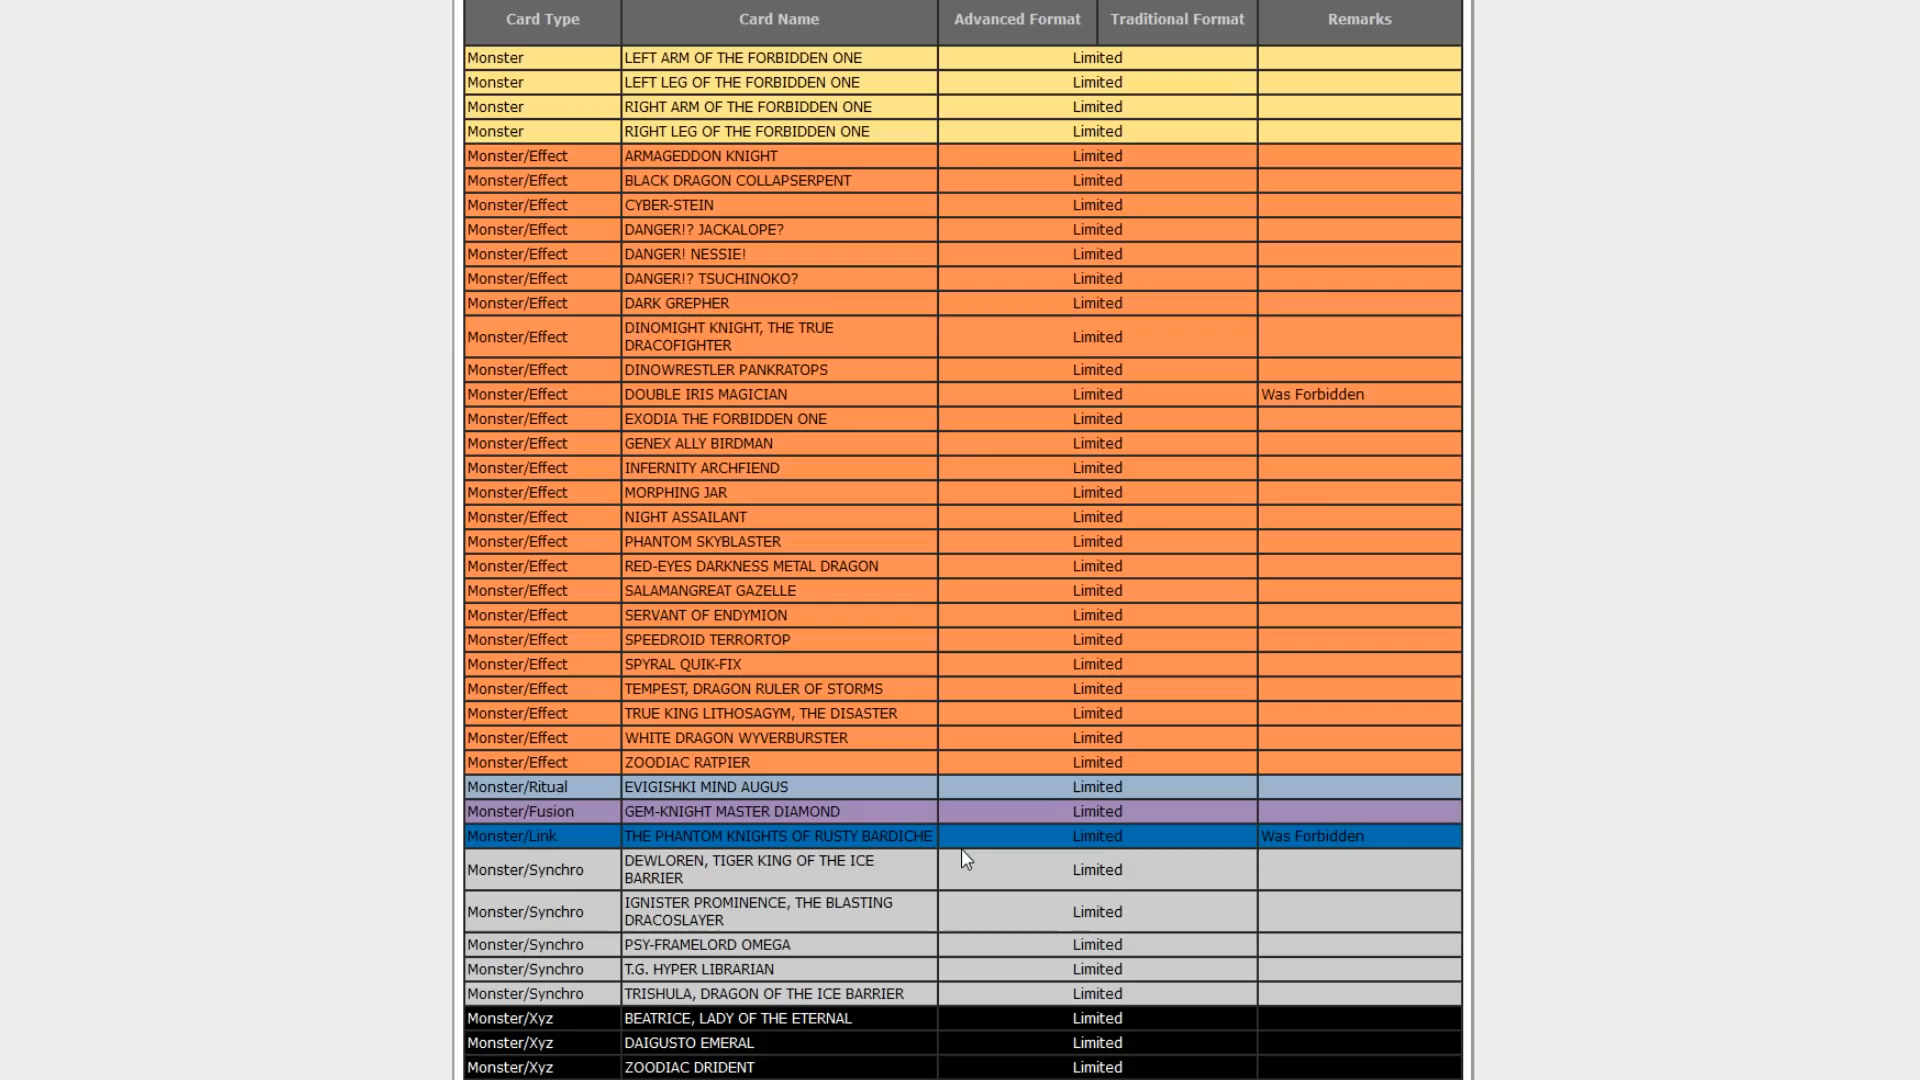 Card Type Card Name Advanced Format Traditional Format Remarks
Monster LEFT ARM OF THE FORBIDDEN ONE Limited
Monster LEFT LEG OF THE FORBIDDEN ONE Limited
Monster RIGHT ARM OF THE FORBIDDEN ONE Limited
Monster RIGHT LEG OF THE FORBIDDEN ONE Limited
Monster/Effect ARMAGEDDON KNIGHT Limited
Monster/Effect BLACK DRAGON COLLAPSERPENT Limited
Monster/Effect CYBER-STEIN Limited
Monster/Effect DANGER!? JACKALOPE? Limited
Monster/Effect DANGER! NESSIE! Limited
Monster/Effect DANGER!? TSUCHINOKO? Limited
Monster/Effect DARK GREPHER Limited
Monster/Effect DINOMIGHT KNIGHT, THE TRUE
DRACOFIGHTER Limited
Monster/Effect DINOWRESTLER PANKRATOPS Limited
Monster/Effect DOUBLE IRIS MAGICIAN Limited Was Forbidden
Monster/Effect EXODIA THE FORBIDDEN ONE Limited
Monster/Effect GENEX ALLY BIRDMAN Limited
Monster/Effect INFERNITY ARCHFIEND Limited
Monster/Effect MORPHING JAR Limited
Monster/Effect NIGHT ASSAILANT Limited
Monster/Effect PHANTOM SKYBLASTER Limited
Monster/Effect RED-EYES DARKNESS METAL DRAGON Limited
Monster/Effect SALAMANGREAT GAZELLE Limited
Monster/Effect SERVANT OF ENDYMION Limited
Monster/Effect SPEEDROID TERRORTOP Limited
Monster/Effect SPYRAL QUIK-FIX Limited
Monster/Effect TEMPEST, DRAGON RULER OF STORMS Limited
Monster/Effect TRUE KING LITHOSAGYM, THE DISASTER Limited
Monster/Effect WHITE DRAGON WYVERBURSTER Limited
Monster/Effect ZOODIAC RATPIER Limited
Monster/Ritual EVIGISHKI MIND AUGUS Limited
Monster/Fusion GEM-KNIGHT MASTER DIAMOND Limited
Monster/Link THE PHANTOM KNIGHTS OF RUSTY BARDICHE Limited Was Forbidden
Monster/Synchro DEWLOREN, TIGER KING OF THE ICE
BARRIER Limited
Monster/Synchro IGNISTER PROMINENCE, THE BLASTING
DRACOSLAYER Limited
Monster/Synchro PSY-FRAMELORD OMEGA Limited
Monster/Synchro T.G. HYPER LIBRARIAN Limited
Monster/Synchro TRISHULA, DRAGON OF THE ICE BARRIER Limited
Monster/Xyz BEATRICE, LADY OF THE ETERNAL Limited
Monster/Xyz DAIGUSTO EMERAL Limited
Monster/Xyz ZOODIAC DRIDENT Limited